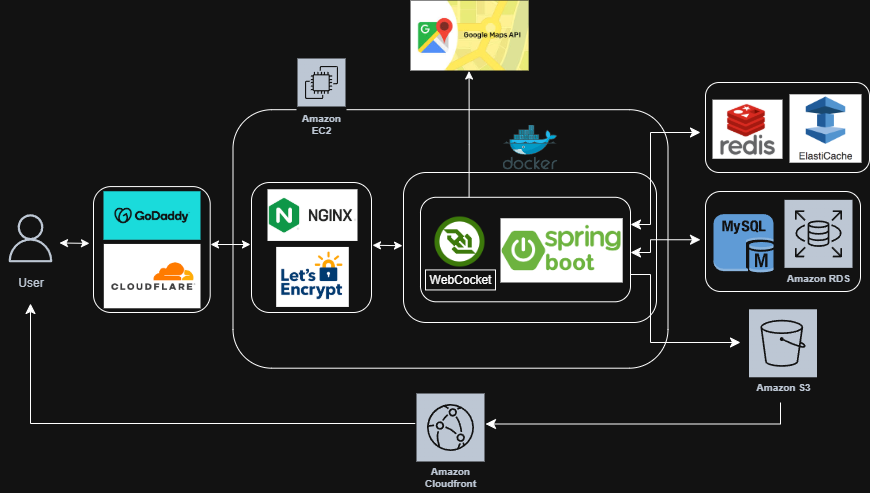 Google Maps API
Amazon
EC2
docker
redis
ElastiCache
GoDaddy
CLOUDFLARE
NGINX
Let's
Encrypt
WebCocket
spring
boot
MySQL
M
Amazon RDS
User
Amazon S3
Amazon
Cloudfront